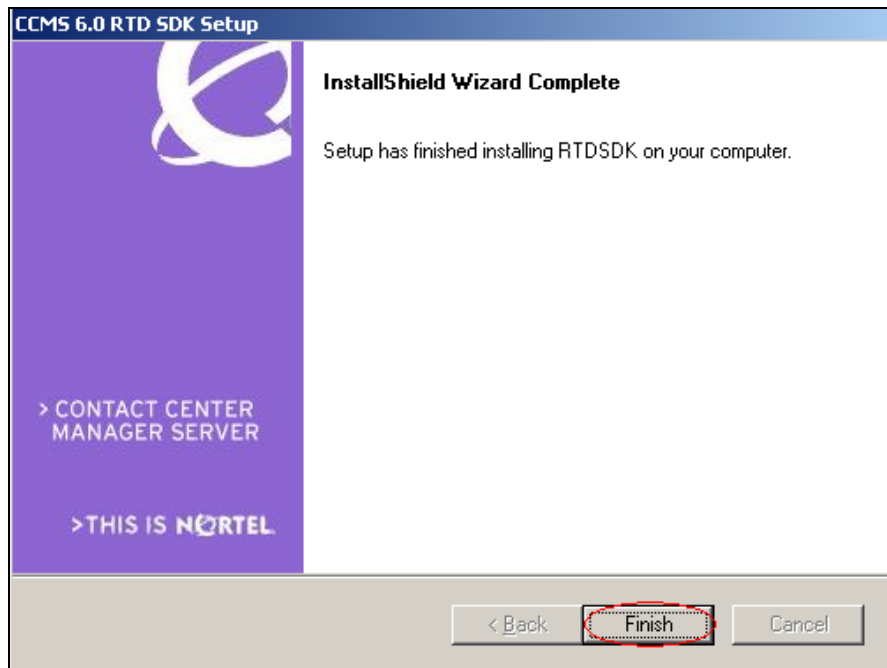 CCMS 6.0 RTD SDK Setup
InstallShield Wizard Complete
Setup has finished installing RTDSDK on your computer.
> CONTACT CENTER
MANAGER SERVER
>THIS IS NORTEL
< Back
Finish
Cancel